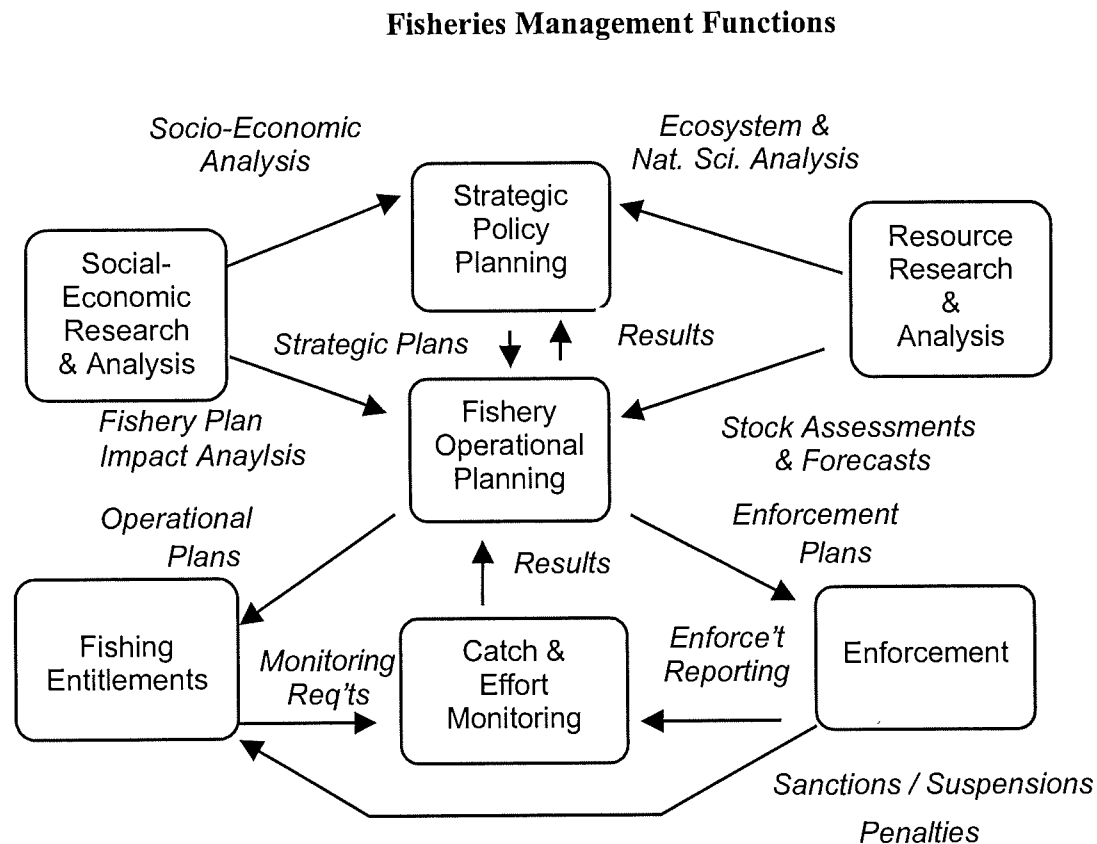 Fisheries Management Functions
Socio-Economic
Analysis
Ecosystem &
Nat. Sci. Analysis
Strategic
Policy
Planning
Social-
Economic
Research
& Analysis
Resource
Research
&
Analysis
Strategic Plans
Results
Fishery Plan
Impact Anaylsis
Fishery
Operational
Planning
Stock Assessments
& Forecasts
Operational
Plans
Results
Enforcement
Plans
Fishing
Entitlements
Monitoring
Req'ts
Catch &
Effort
Monitoring
Enforce't
Reporting
Enforcement
Sanctions / Suspensions
Penalties